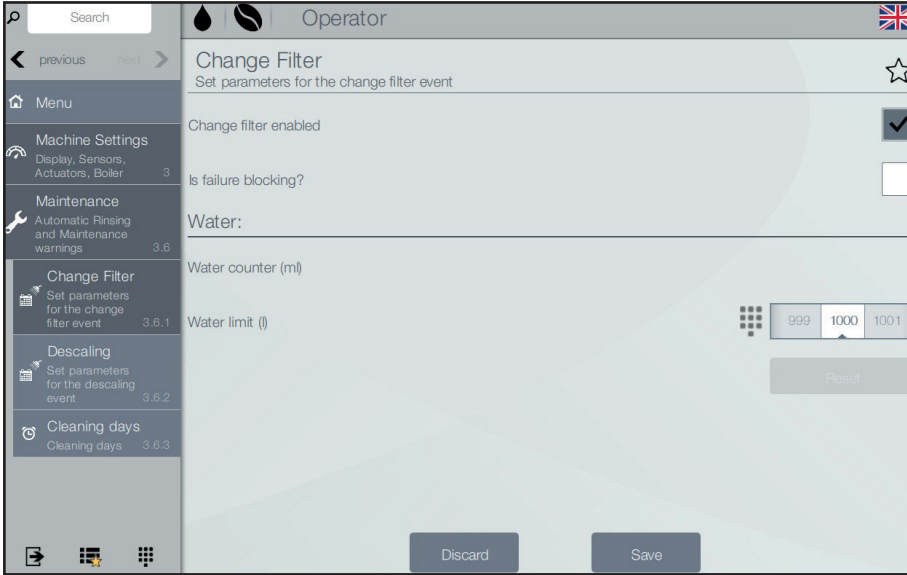 Search
Operator
previous next
Change Filter
Set parameters for the change filter event
Menu
Change filter enabled
Machine Settings
Display, Sensors,
Actuators, Boiler 3
Is failure blocking?
Maintenance
Automatic Rinsing
and Maintenance
warnings 3.6
Water:
Change Filter
Set parameters
for the change
filter event 3.6.1
Water counter (ml)
Water limit (l)
999 1000 1001
Descaling
Set parameters
for the descaling
event 3.6.2
Reset
Cleaning days
Cleaning days 3.6.3
Discard
Save